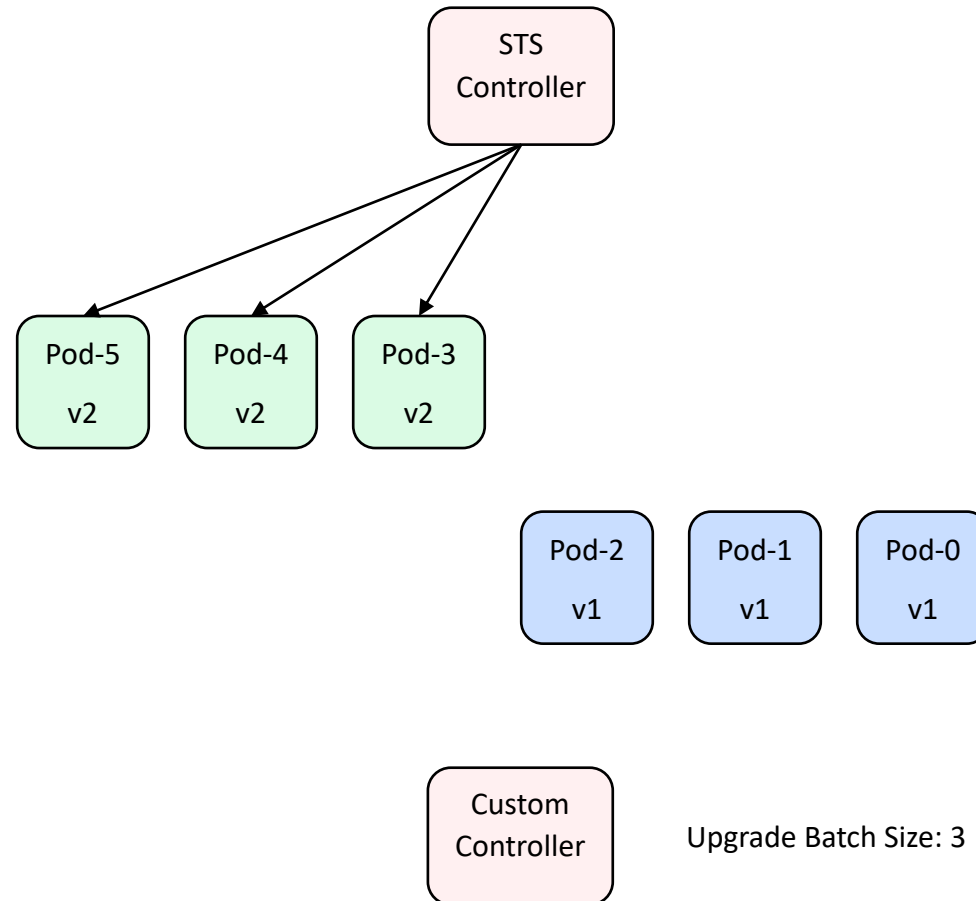 STS
Controller
Pod-5
v2
Pod-4
v2
Pod-3
v2
Pod-2
v1
Pod-1
v1
Pod-0
v1
Custom
Controller
Upgrade Batch Size: 3